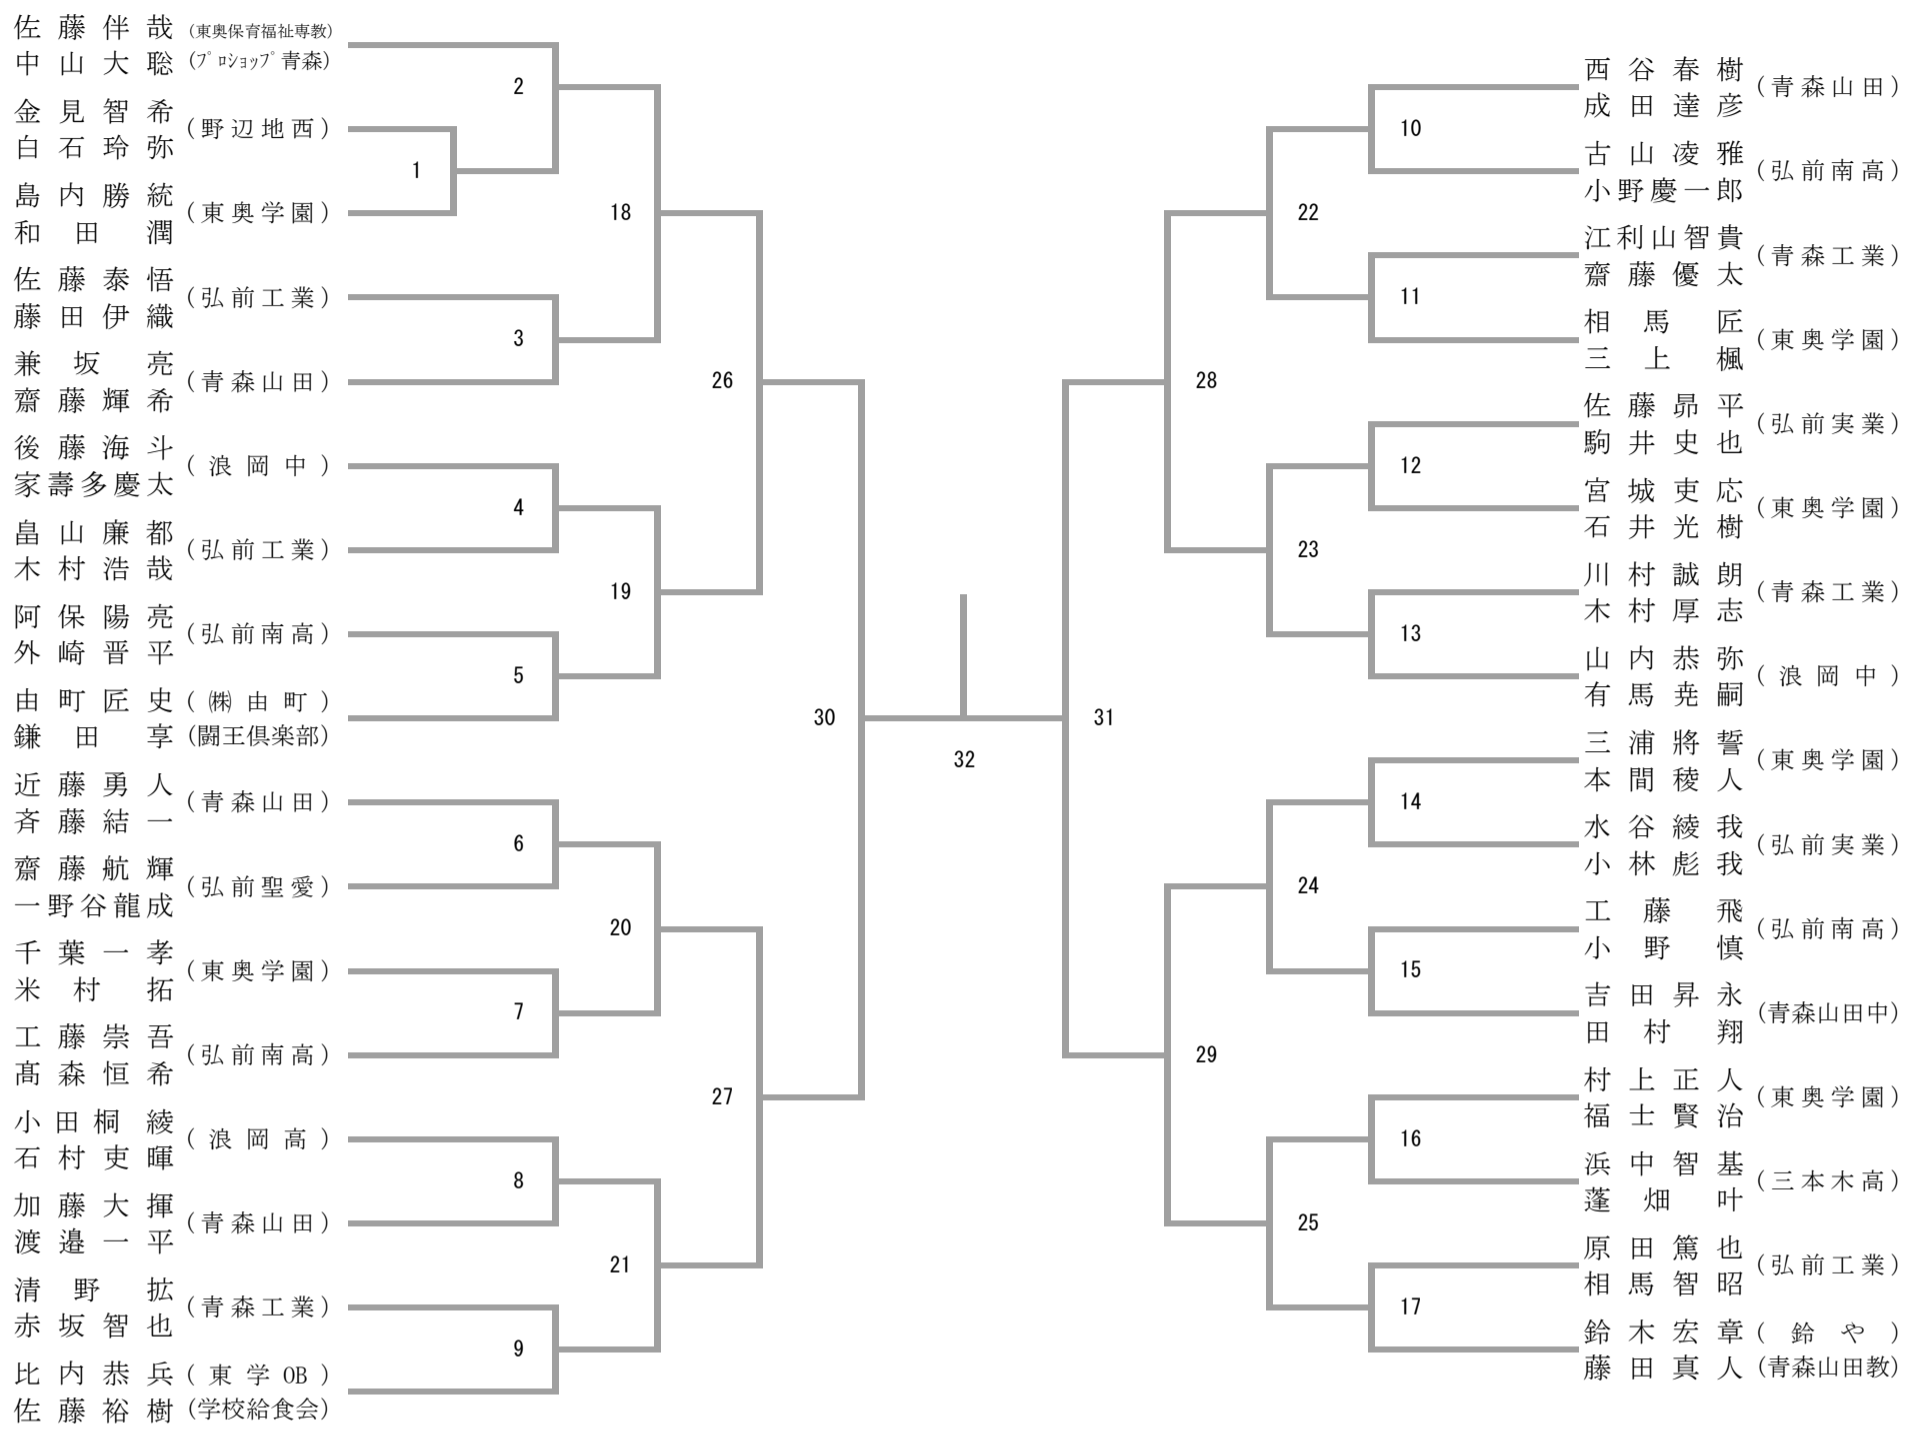 佐藤伴哉 (東奥保育福祉専教)
中山大聡 (ﾌﾟﾛｼｮｯﾌﾟ青森)
金見智希
(野辺地西)
白石玲弥
島内勝統
(東奥学園)
和田潤
佐藤泰悟
(弘前工業)
藤田伊織
兼坂亮
(青森山田)
齋藤輝希
後藤海斗
(浪岡中)
家壽多慶太
畠山廉都
(弘前工業)
木村浩哉
阿保陽亮
(弘前南高)
外崎晋平
由町匠史 (㈱由町)
鎌田享 (闘王倶楽部)
近藤勇人
(青森山田)
斉藤結一
齋藤航輝
(弘前聖愛)
一野谷龍成
千葉一孝
(東奥学園)
米村拓
工藤崇吾
(弘前南高)
髙森恒希
小田桐綾
(浪岡高)
石村吏暉
加藤大揮
(青森山田)
渡邉一平
清野拡
(青森工業)
赤坂智也
比内恭兵 (東学OB)
佐藤裕樹 (学校給食会)
1
2
3
4
5
6
7
8
9
18
19
20
21
26
27
30
32
31
28
29
22
23
24
25
10
11
12
13
14
15
16
17
西谷春樹
(青森山田)
成田達彦
古山凌雅
(弘前南高)
小野慶一郎
江利山智貴
(青森工業)
齋藤優太
相馬匠
(東奥学園)
三上楓
佐藤昴平
(弘前実業)
駒井史也
宮城吏応
(東奥学園)
石井光樹
川村誠朗
(青森工業)
木村厚志
山内恭弥
(浪岡中)
有馬尭嗣
三浦將誓
(東奥学園)
本間稜人
水谷綾我
(弘前実業)
小林彪我
工藤飛
(弘前南高)
小野慎
吉田昇永
(青森山田中)
田村翔
村上正人
(東奥学園)
福士賢治
浜中智基
(三本木高)
蓬畑叶
原田篤也
(弘前工業)
相馬智昭
鈴木宏章 (鈴や)
藤田真人 (青森山田教)